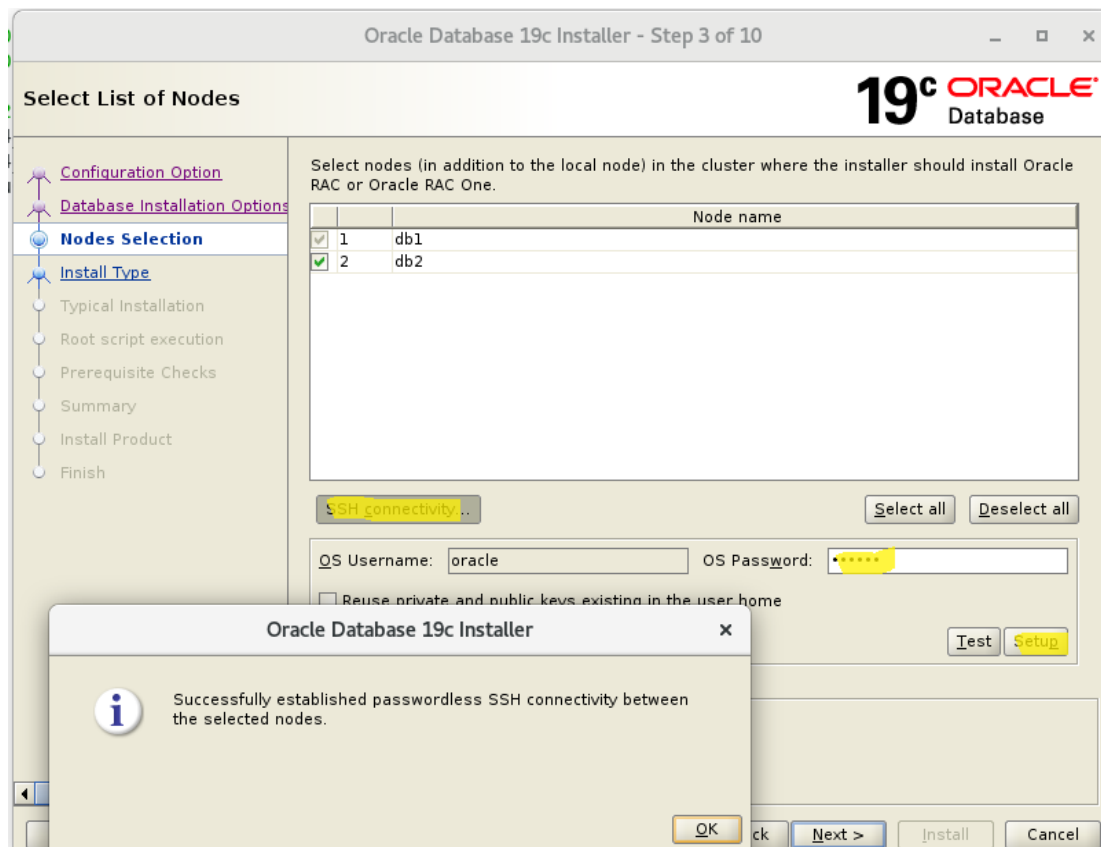 Oracle Database 19c Installer - Step 3 of 10
Select List of Nodes
19c ORACLE
Database
Configuration Option
Database Installation Options
Nodes Selection
Install Type
Typical Installation
Root script execution
Prerequisite Checks
Summary
Install Product
Finish
Select nodes (in addition to the local node) in the cluster where the installer should install Oracle
RAC or Oracle RAC One.
Node name
1 db1
2 db2
SSH connectivity...
Select all
Deselect all
OS Username: oracle
OS Password: ••••••
Reuse private and public keys existing in the user home
Test
Setup
Oracle Database 19c Installer
Successfully established passwordless SSH connectivity between
the selected nodes.
OK
ck
Next >
Install
Cancel